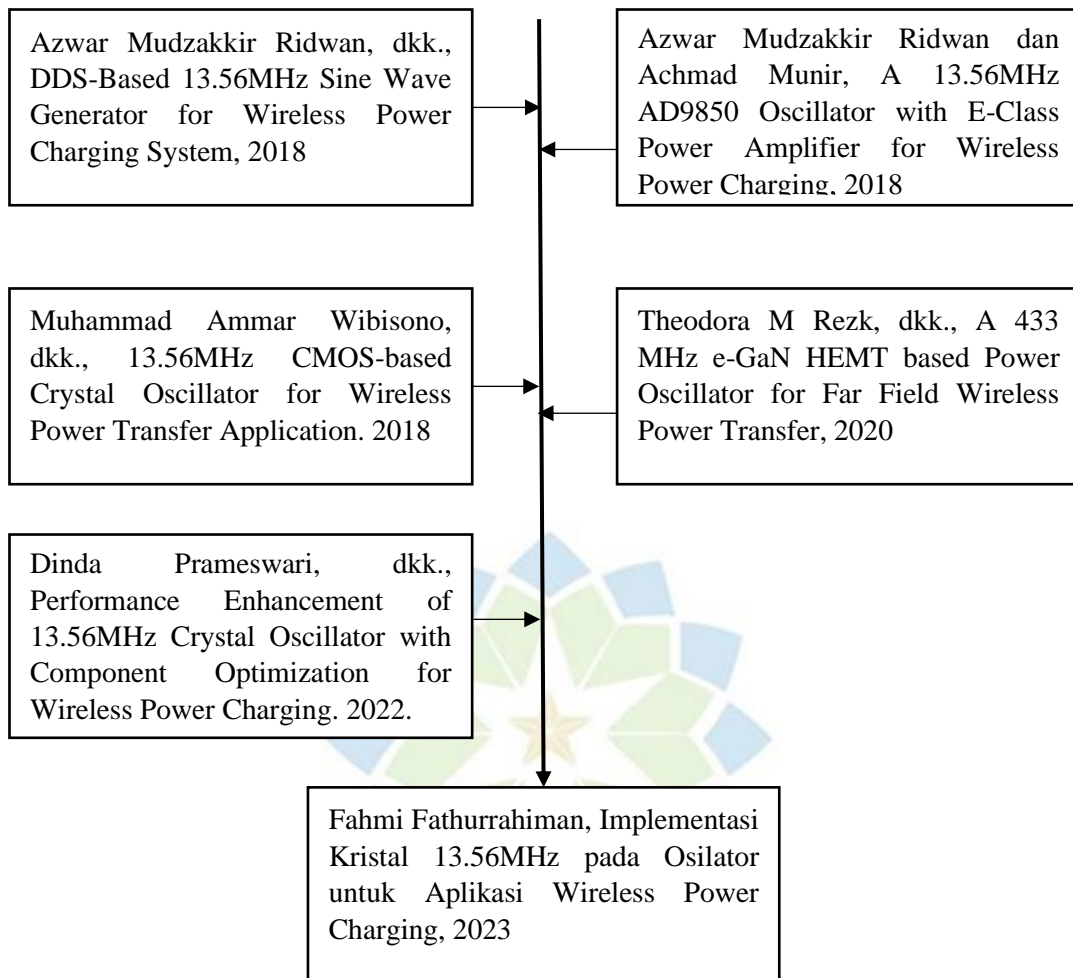 Azwar Mudzakkir Ridwan, dkk.,
DDS-Based 13.56MHz Sine Wave
Generator for Wireless Power
Charging System, 2018
Azwar Mudzakkir Ridwan dan
Achmad Munir, A 13.56MHz
AD9850 Oscillator with E-Class
Power Amplifier for Wireless
Power Charging, 2018
Muhammad Ammar Wibisono,
dkk., 13.56MHz CMOS-based
Crystal Oscillator for Wireless
Power Transfer Application. 2018
Theodora M Rezk, dkk., A 433
MHz e-GaN HEMT based Power
Oscillator for Far Field Wireless
Power Transfer, 2020
Dinda Prameswari, dkk.,
Performance Enhancement of
13.56MHz Crystal Oscillator with
Component Optimization for
Wireless Power Charging. 2022.
Fahmi Fathurrahiman, Implementasi
Kristal 13.56MHz pada Osilator
untuk Aplikasi Wireless Power
Charging, 2023